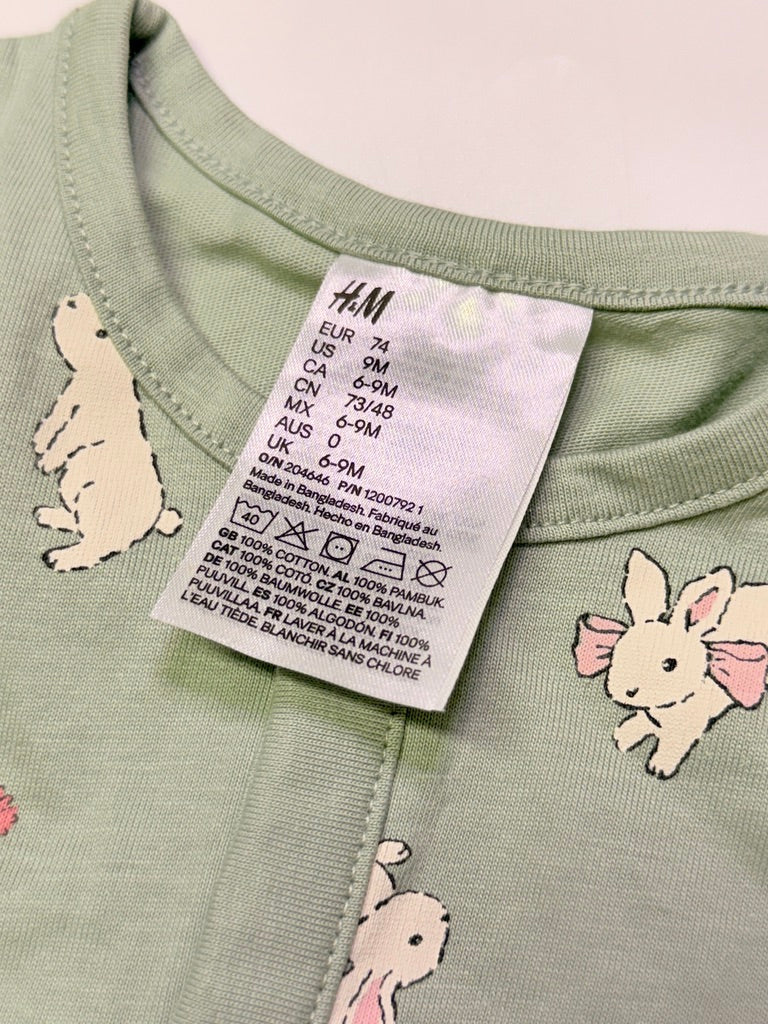 H&M
EUR 74
US 9M
CA 6-9M
CN 73/48
MX 6-9M
AUS 0
UK 6-9M
O/N 204646 P/N 1200792 1
Made in Bangladesh. Fabriqué au
Bangladesh. Hecho en Bangladesh.
40
GB 100% COTTON. AL 100% PAMBUK.
CAT 100% COTÓ. CZ 100% BAVLNA.
DE 100% BAUMWOLLE. EE 100%
PUUVILL. ES 100% ALGODÓN. FI 100%
PUUVILLAA. FR LAVER À LA MACHINE À
L'EAU TIÈDE. BLANCHIR SANS CHLORE